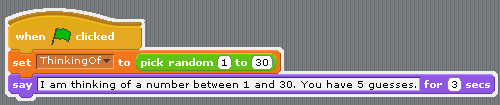 when clicked
set ThinkingOf to pick random 1 to 30
say I am thinking of a number between 1 and 30. You have 5 guesses. for 3 secs